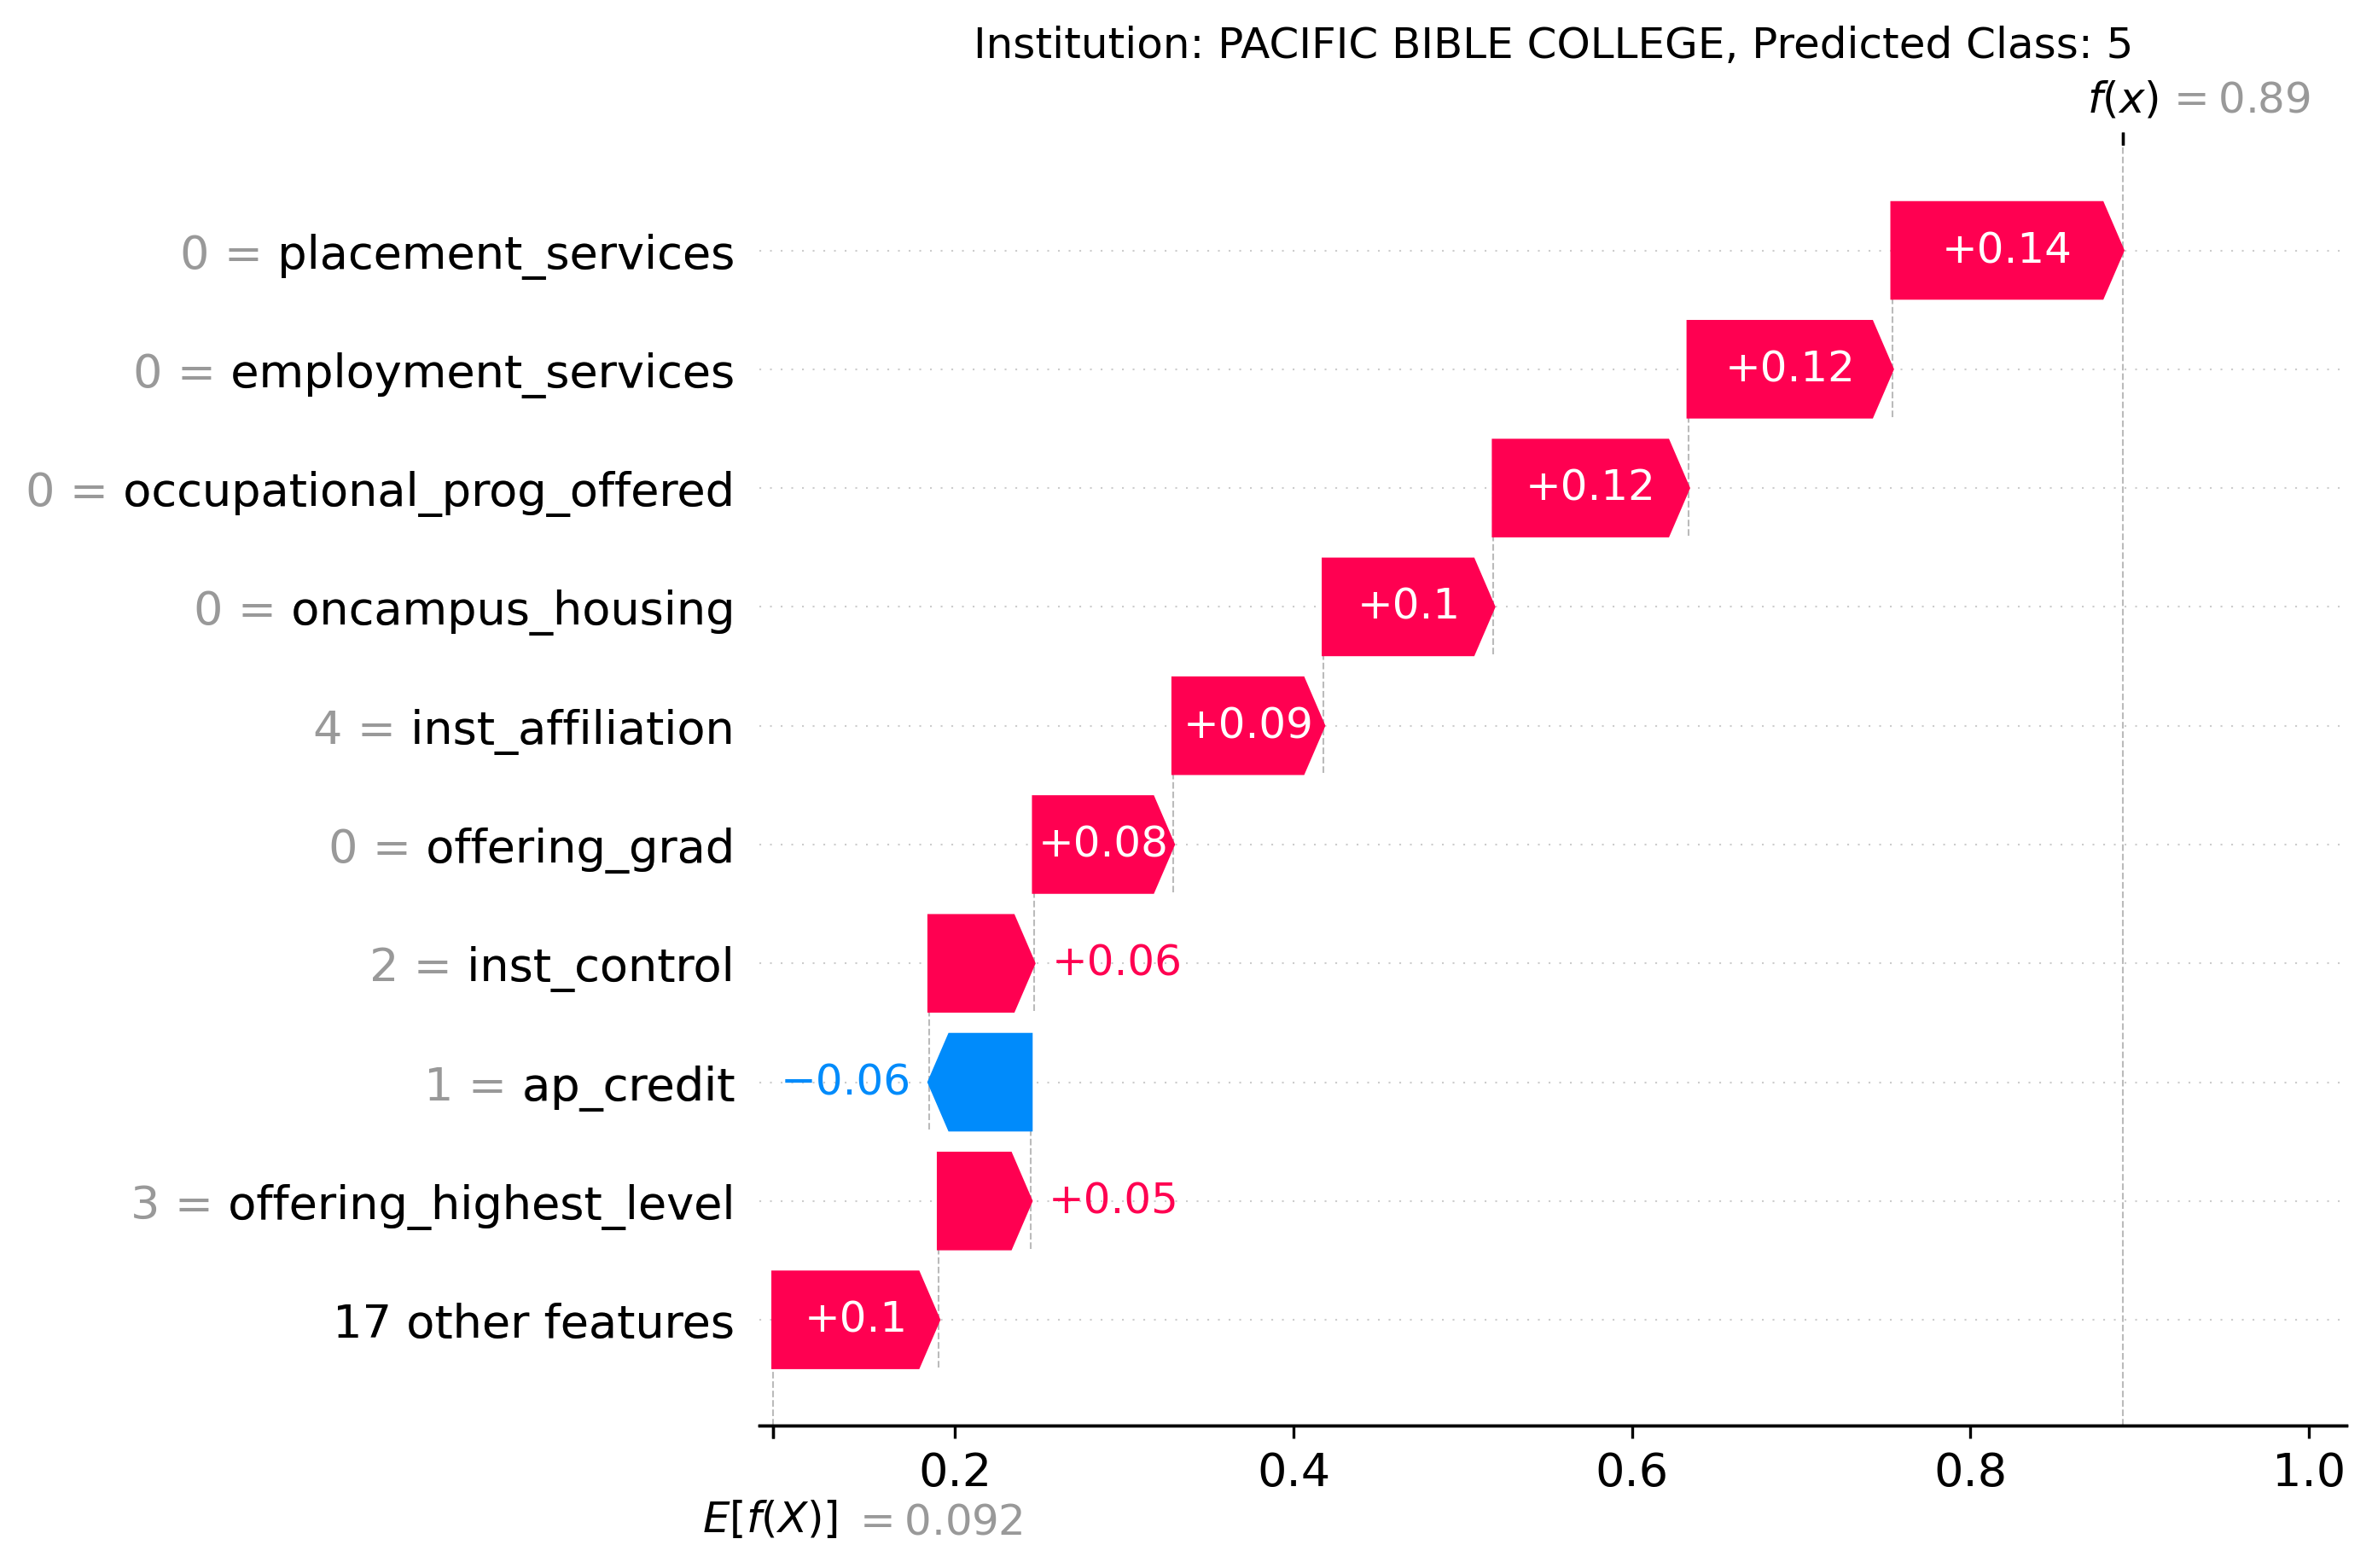 Institution: PACIFIC BIBLE COLLEGE, Predicted Class: 5
f(x) = 0.89
0 = placement_services +0.14
0 = employment_services +0.12
0 = occupational_prog_offered +0.12
0 = oncampus_housing +0.1
4 = inst_affiliation +0.09
0 = offering_grad +0.08
2 = inst_control +0.06
1 = ap_credit −0.06
3 = offering_highest_level +0.05
17 other features +0.1
0.2 0.4 0.6 0.8 1.0
E[f(X)] = 0.092